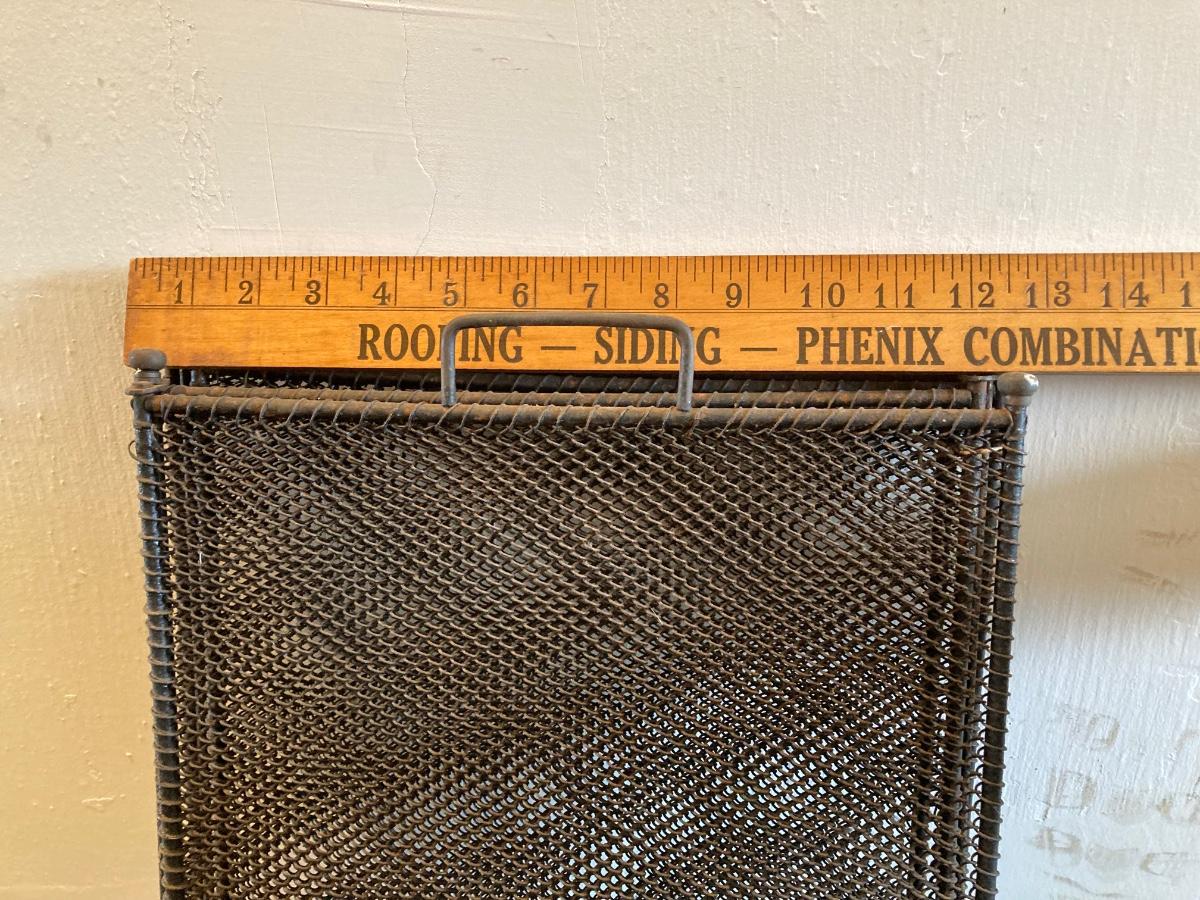 1 2 3 4 5 6 7 8 9 10 11 12 13 14
ROOFING — SIDING — PHENIX COMBINATI